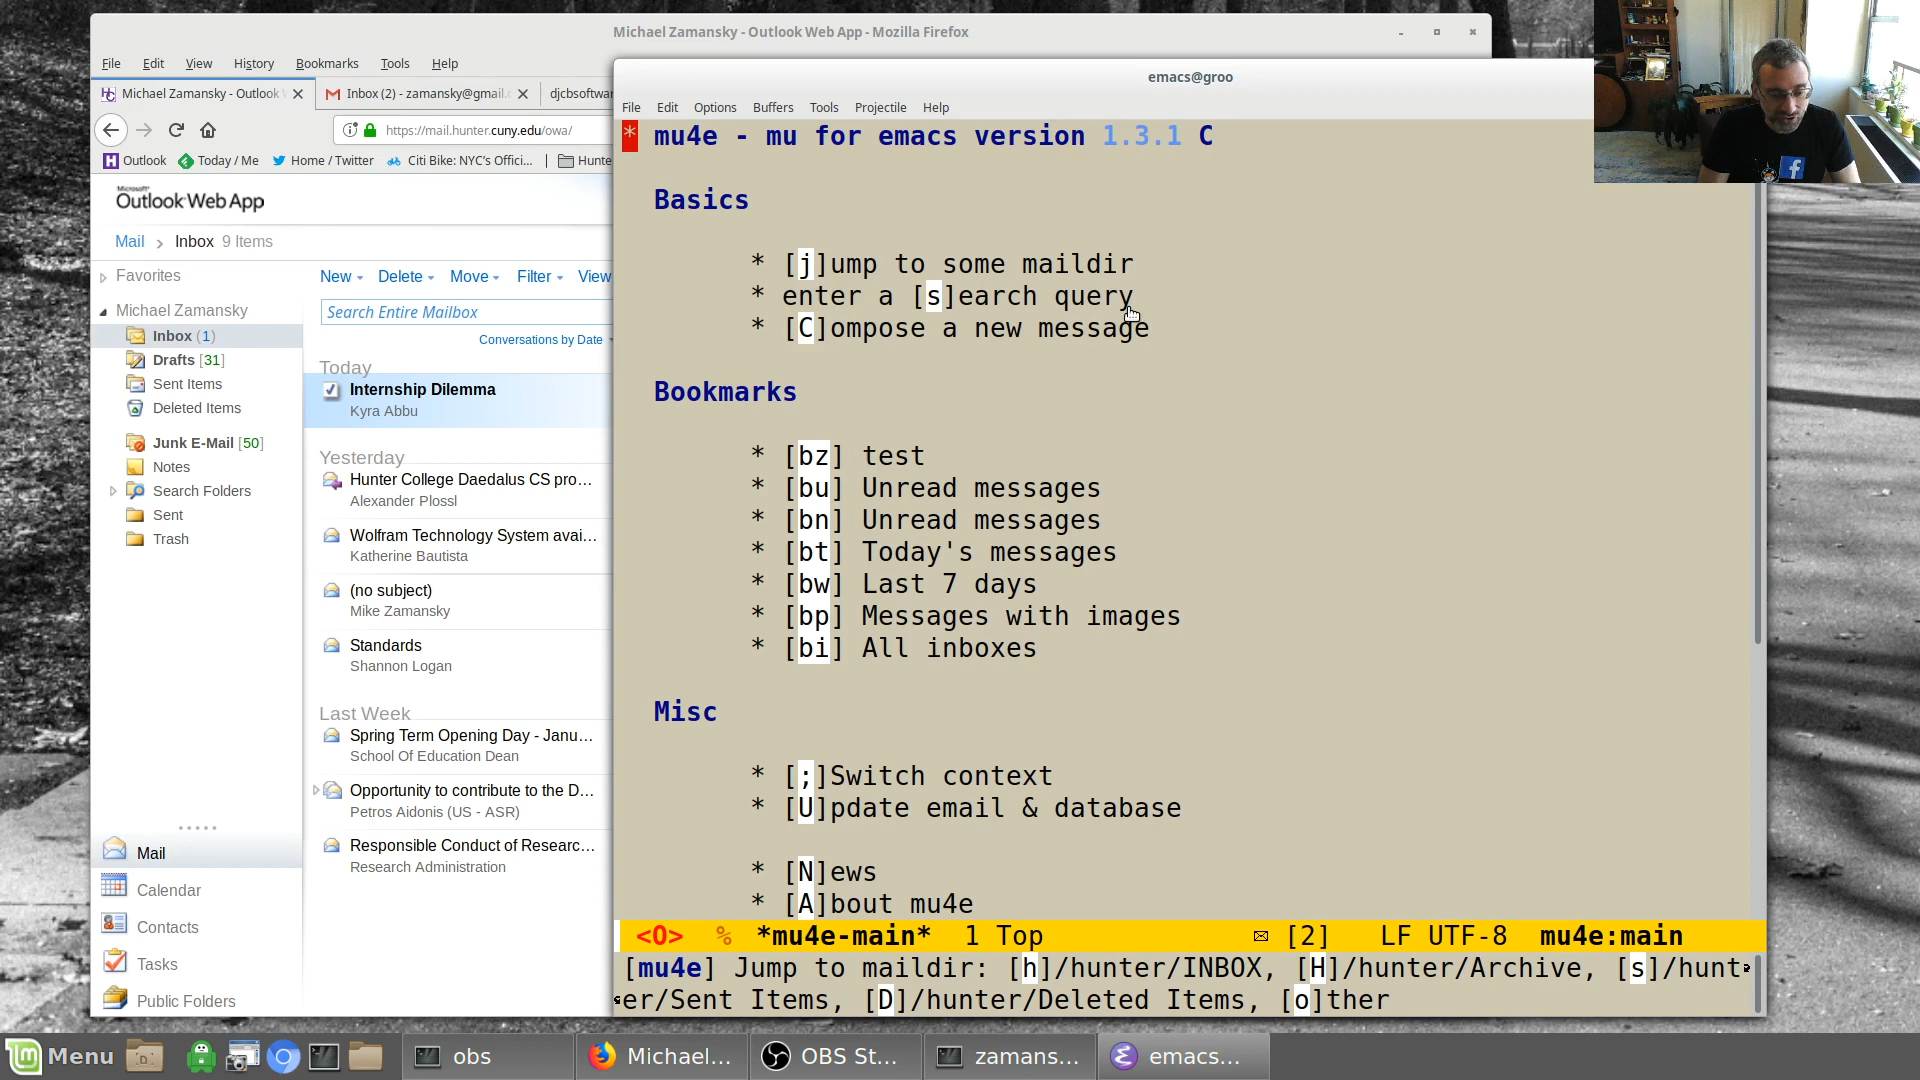 Michael Zamansky - Outlook Web App - Mozilla Firefox
File Edit View History Bookmarks Tools Help
Michael Zamansky - Outlook
Inbox (2) - zamansky@gmail.
djcbsoftwa
https://mail.hunter.cuny.edu/owa/
Outlook Today / Me Home / Twitter Citi Bike: NYC's Offici... Hunte
Microsoft
Outlook Web App
Mail > Inbox 9 Items
Favorites
Michael Zamansky
Inbox (1)
Drafts [31]
Sent Items
Deleted Items
Junk E-Mail [50]
Notes
Search Folders
Sent
Trash
Mail
Calendar
Contacts
Tasks
Public Folders
New Delete Move Filter View
Search Entire Mailbox
Conversations by Date
Today
Internship Dilemma
Kyra Abbu
Yesterday
Hunter College Daedalus CS pro...
Alexander Plossl
Wolfram Technology System avai...
Katherine Bautista
(no subject)
Mike Zamansky
Standards
Shannon Logan
Last Week
Spring Term Opening Day - Janu...
School Of Education Dean
Opportunity to contribute to the D...
Petros Aidonis (US - ASR)
Responsible Conduct of Researc...
Research Administration
emacs@groo
File Edit Options Buffers Tools Projectile Help
* mu4e - mu for emacs version 1.3.1 C
Basics
* [j]ump to some maildir
* enter a [s]earch query
* [C]ompose a new message
Bookmarks
* [bz] test
* [bu] Unread messages
* [bn] Unread messages
* [bt] Today's messages
* [bw] Last 7 days
* [bp] Messages with images
* [bi] All inboxes
Misc
* [;]Switch context
* [U]pdate email & database
* [N]ews
* [A]bout mu4e
<O> % *mu4e-main* 1 Top [2] LF UTF-8 mu4e:main
[mu4e] Jump to maildir: [h]/hunter/INBOX, [H]/hunter/Archive, [s]/hunt
er/Sent Items, [D]/hunter/Deleted Items, [o]ther
Menu obs Michael... OBS St... zamans... emacs...